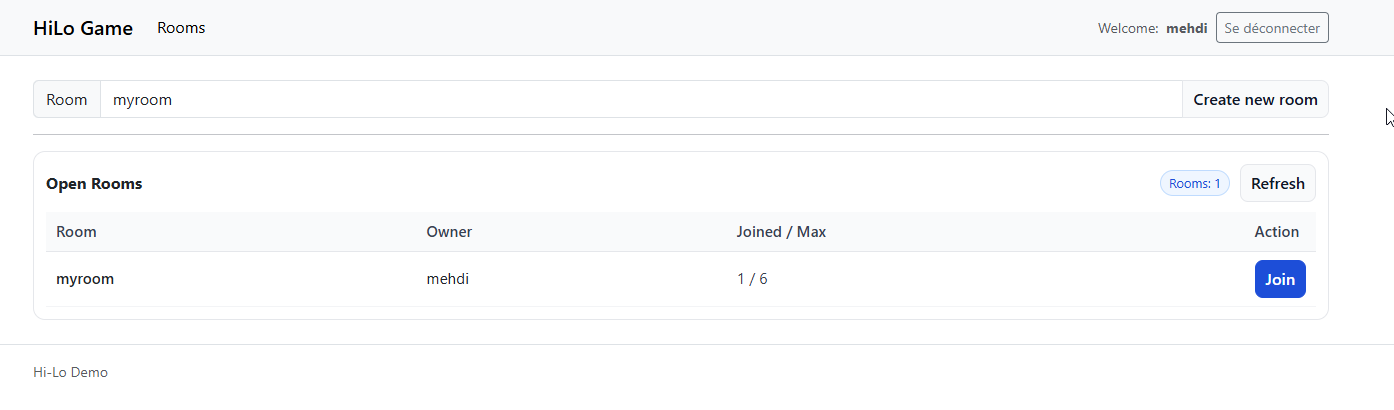 HiLo Game Rooms Welcome: mehdi Se déconnecter
Room myroom Create new room
Open Rooms Rooms: 1 Refresh
Room Owner Joined / Max Action
myroom mehdi 1 / 6 Join
Hi-Lo Demo